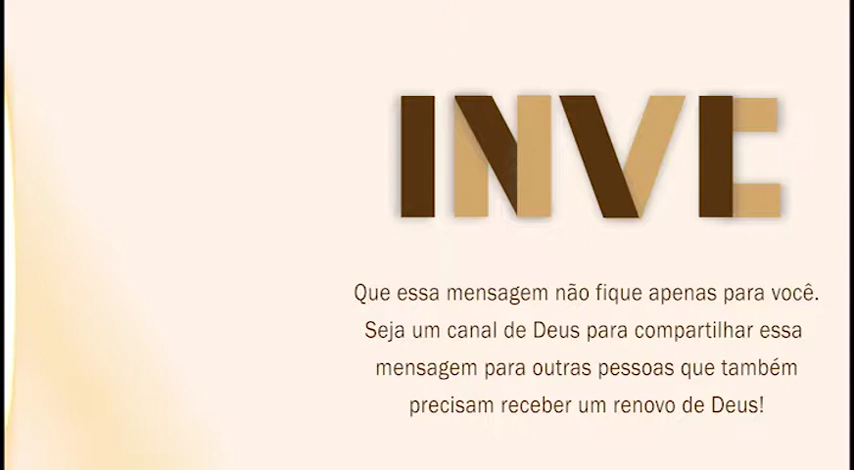 INVE
Que essa mensagem não fique apenas para você.
Seja um canal de Deus para compartilhar essa
mensagem para outras pessoas que também
precisam receber um renovo de Deus!